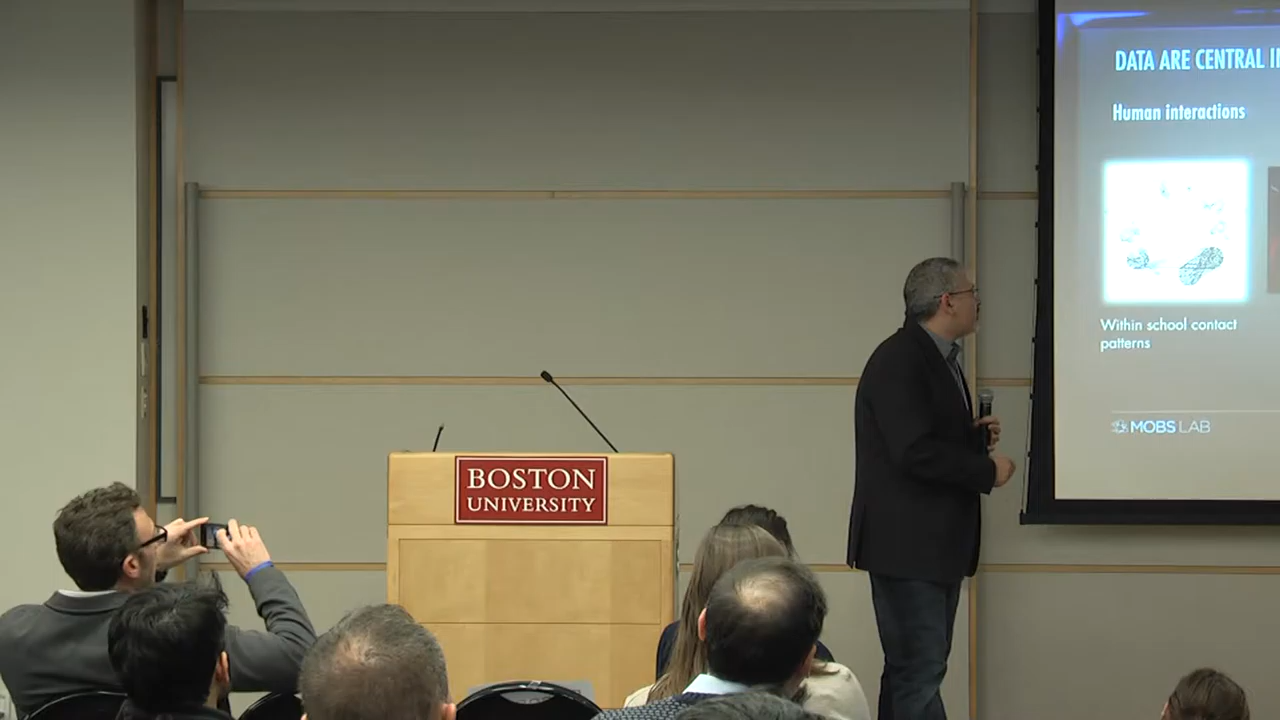 DATA ARE CENTRAL
Human interactions
Within school contact
patterns
MOBS LAB
BOSTON
UNIVERSITY